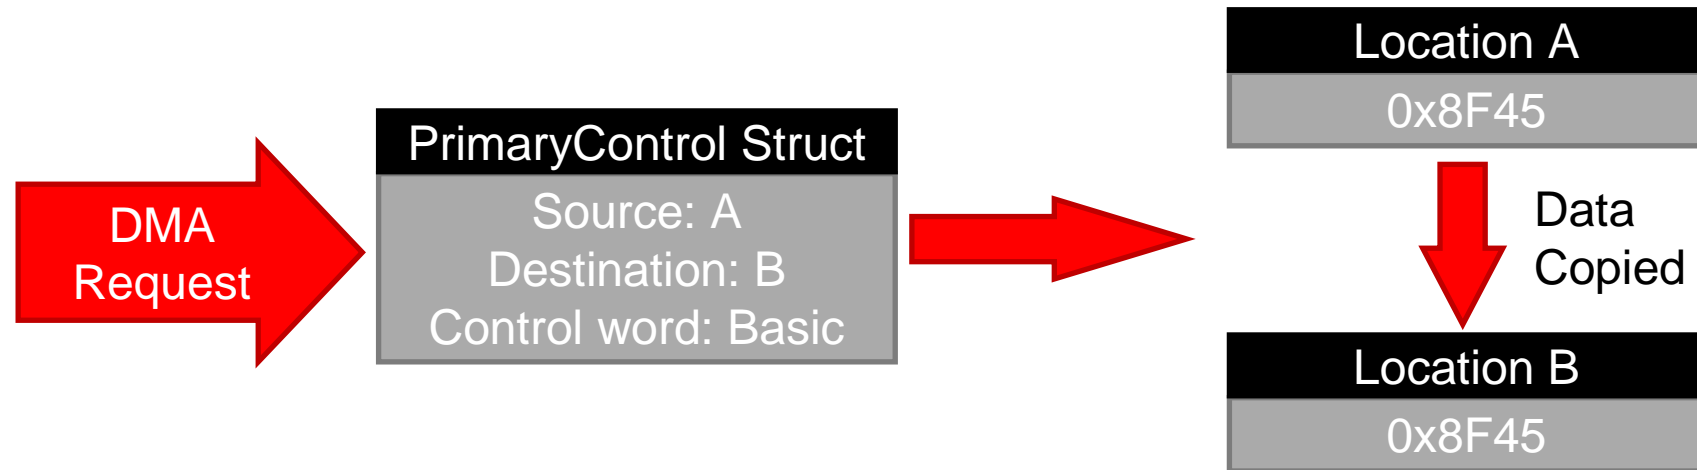 DMA
Request
PrimaryControl Struct
Source: A
Destination: B
Control word: Basic
Location A
0x8F45
Data
Copied
Location B
0x8F45